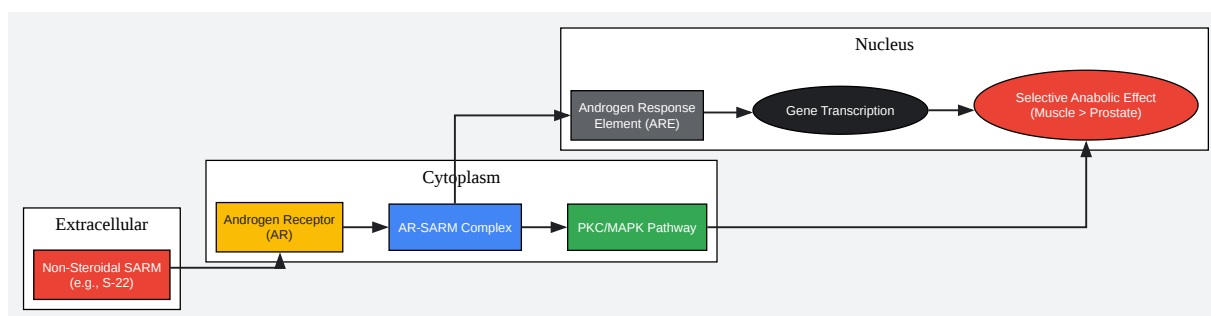 Nucleus
Androgen Response
Element (ARE)
Gene Transcription
Selective Anabolic Effect
(Muscle > Prostate)
Cytoplasm
Androgen Receptor
(AR)
AR-SARM Complex
PKC/MAPK Pathway
Extracellular
Non-Steroidal SARM
(e.g., S-22)